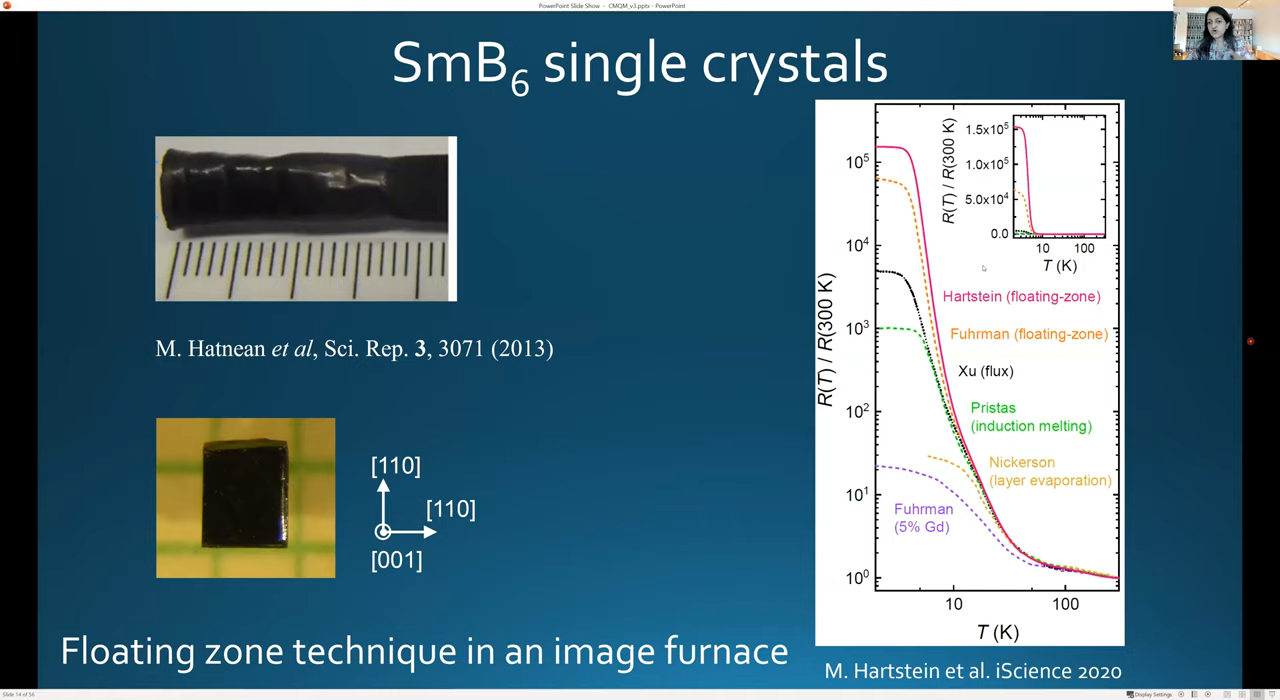 PowerPoint Slide Show - CMQM_v3.pptx - PowerPoint
SmB₆ single crystals
M. Hatnean et al, Sci. Rep. 3, 3071 (2013)
[110]
[110]
[001]
Floating zone technique in an image furnace
R(T) / R(300 K)
10⁵
10⁴
10³
10²
10¹
10⁰
10
100
T (K)
R(T) / R(300 K)
1.5x10⁵
1.0x10⁵
5.0x10⁴
0.0
10
100
T (K)
Hartstein (floating-zone)
Fuhrman (floating-zone)
Xu (flux)
Pristas
(induction melting)
Nickerson
(layer evaporation)
Fuhrman
(5% Gd)
M. Hartstein et al. iScience 2020
Slide 14 of 56
Display Settings